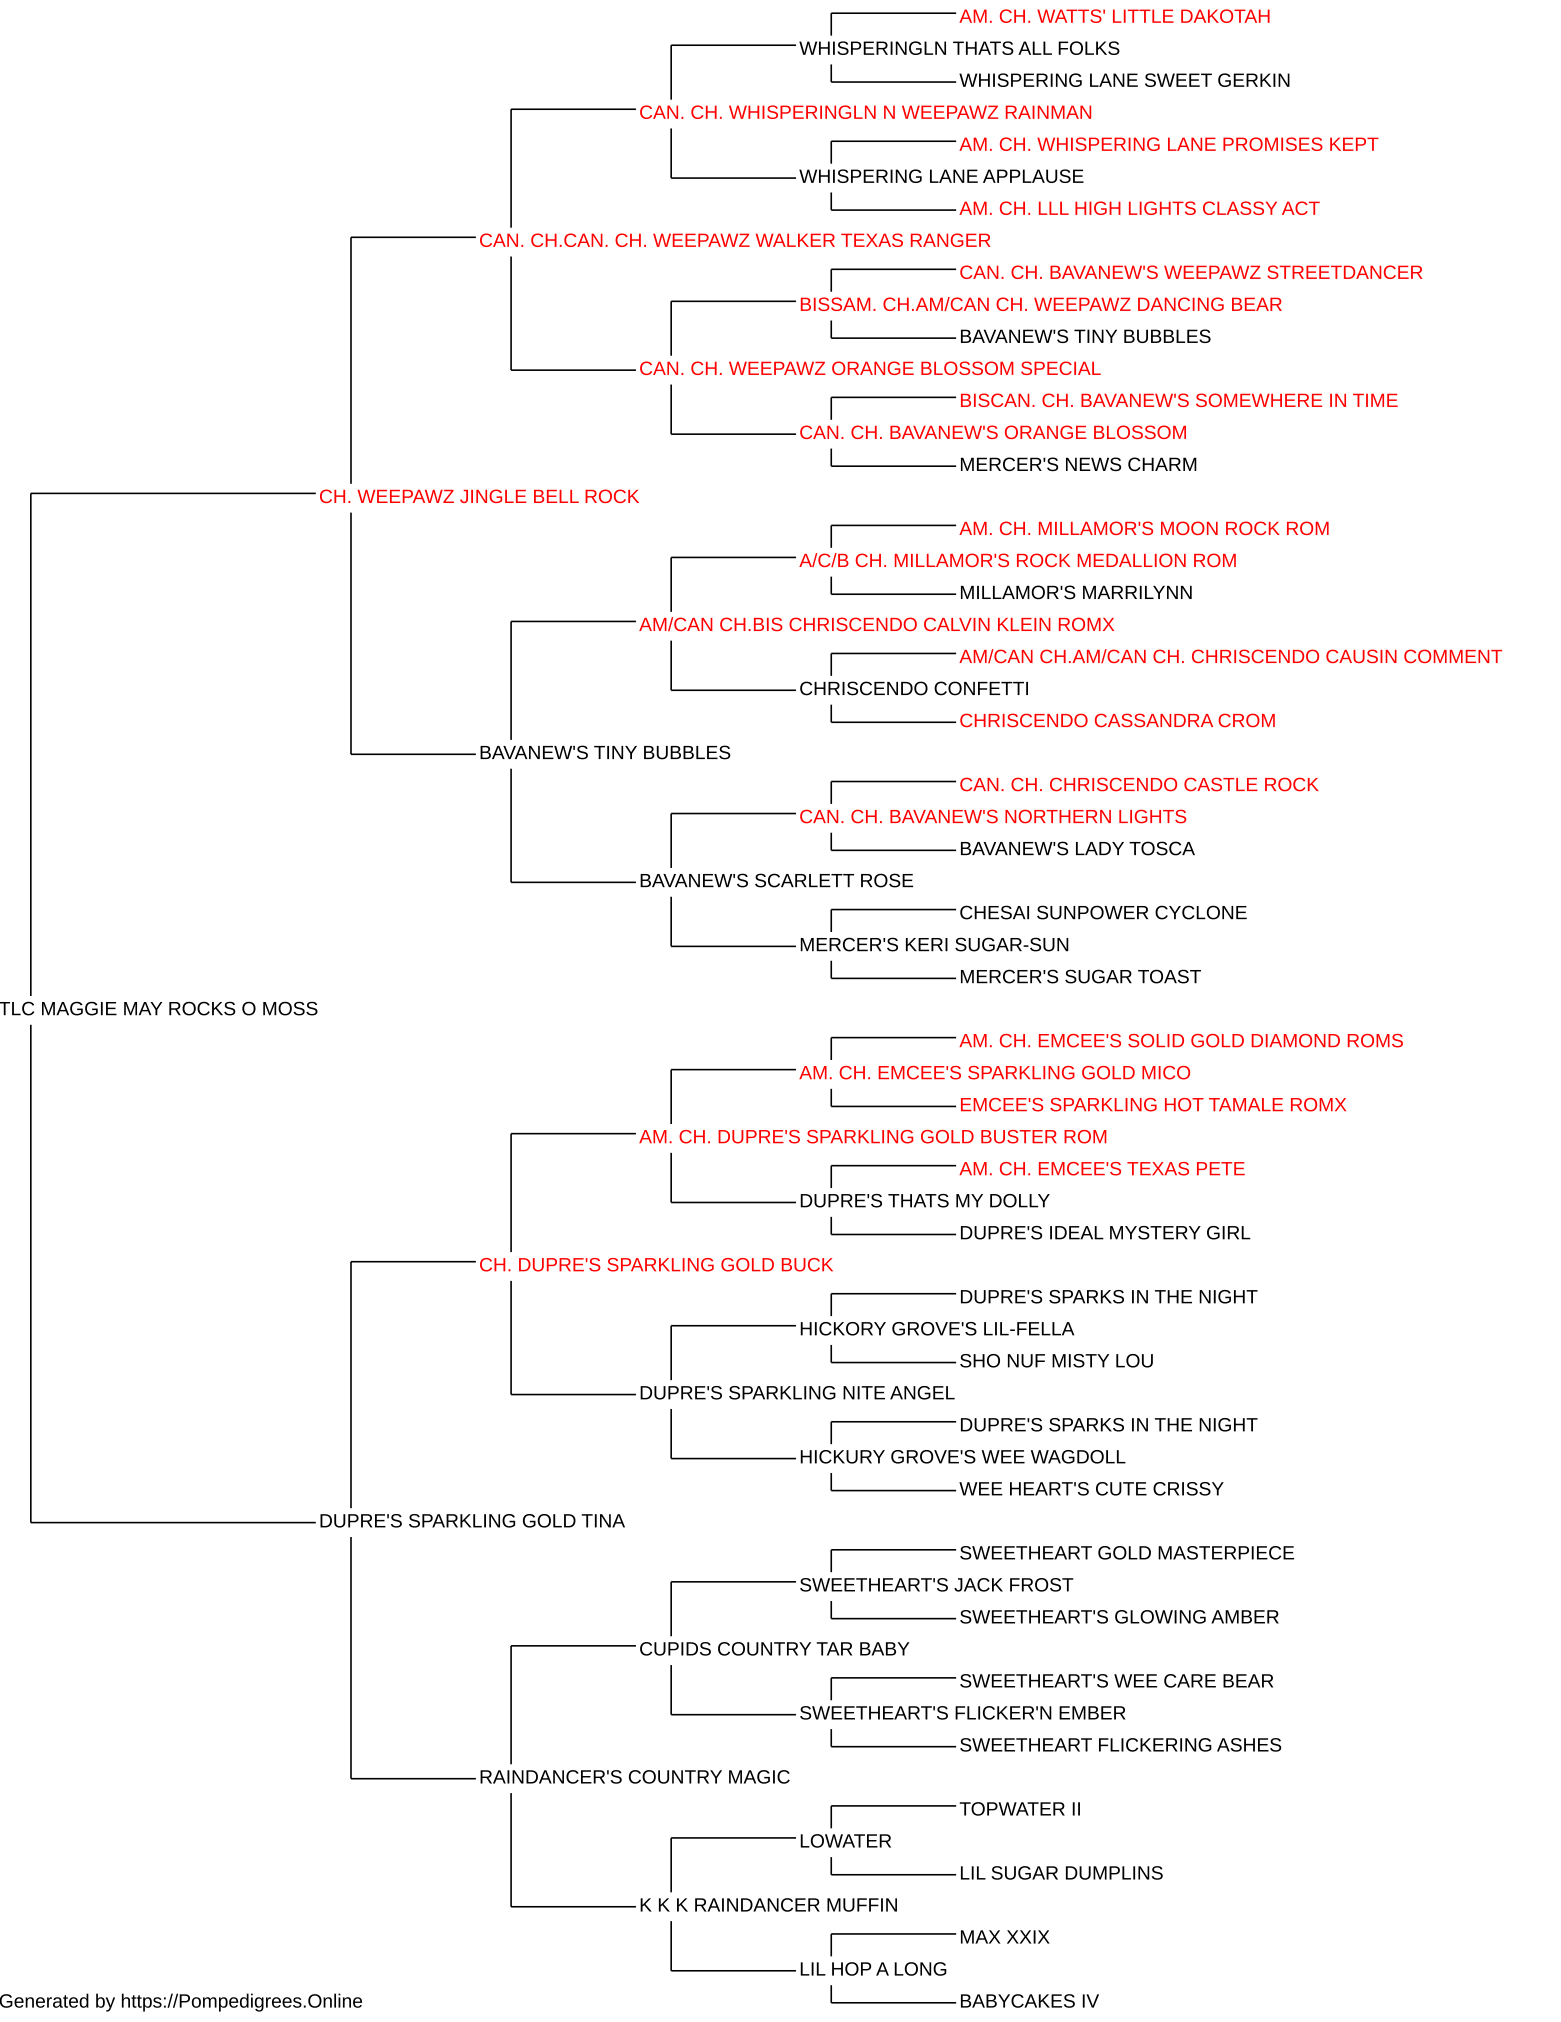 AM. CH. WATTS' LITTLE DAKOTAH
WHISPERINGLN THATS ALL FOLKS
WHISPERING LANE SWEET GERKIN
CAN. CH. WHISPERINGLN N WEEPAWZ RAINMAN
AM. CH. WHISPERING LANE PROMISES KEPT
WHISPERING LANE APPLAUSE
AM. CH. LLL HIGH LIGHTS CLASSY ACT
CAN. CH.CAN. CH. WEEPAWZ WALKER TEXAS RANGER
CAN. CH. BAVANEW'S WEEPAWZ STREETDANCER
BISSAM. CH.AM/CAN CH. WEEPAWZ DANCING BEAR
BAVANEW'S TINY BUBBLES
CAN. CH. WEEPAWZ ORANGE BLOSSOM SPECIAL
BISCAN. CH. BAVANEW'S SOMEWHERE IN TIME
CAN. CH. BAVANEW'S ORANGE BLOSSOM
MERCER'S NEWS CHARM
CH. WEEPAWZ JINGLE BELL ROCK
AM. CH. MILLAMOR'S MOON ROCK ROM
A/C/B CH. MILLAMOR'S ROCK MEDALLION ROM
MILLAMOR'S MARRILYNN
AM/CAN CH.BIS CHRISCENDO CALVIN KLEIN ROMX
AM/CAN CH.AM/CAN CH. CHRISCENDO CAUSIN COMMENT
CHRISCENDO CONFETTI
CHRISCENDO CASSANDRA CROM
BAVANEW'S TINY BUBBLES
CAN. CH. CHRISCENDO CASTLE ROCK
CAN. CH. BAVANEW'S NORTHERN LIGHTS
BAVANEW'S LADY TOSCA
BAVANEW'S SCARLETT ROSE
CHESAI SUNPOWER CYCLONE
MERCER'S KERI SUGAR-SUN
MERCER'S SUGAR TOAST
TLC MAGGIE MAY ROCKS O MOSS
AM. CH. EMCEE'S SOLID GOLD DIAMOND ROMS
AM. CH. EMCEE'S SPARKLING GOLD MICO
EMCEE'S SPARKLING HOT TAMALE ROMX
AM. CH. DUPRE'S SPARKLING GOLD BUSTER ROM
AM. CH. EMCEE'S TEXAS PETE
DUPRE'S THATS MY DOLLY
DUPRE'S IDEAL MYSTERY GIRL
CH. DUPRE'S SPARKLING GOLD BUCK
DUPRE'S SPARKS IN THE NIGHT
HICKORY GROVE'S LIL-FELLA
SHO NUF MISTY LOU
DUPRE'S SPARKLING NITE ANGEL
DUPRE'S SPARKS IN THE NIGHT
HICKURY GROVE'S WEE WAGDOLL
WEE HEART'S CUTE CRISSY
DUPRE'S SPARKLING GOLD TINA
SWEETHEART GOLD MASTERPIECE
SWEETHEART'S JACK FROST
SWEETHEART'S GLOWING AMBER
CUPIDS COUNTRY TAR BABY
SWEETHEART'S WEE CARE BEAR
SWEETHEART'S FLICKER'N EMBER
SWEETHEART FLICKERING ASHES
RAINDANCER'S COUNTRY MAGIC
TOPWATER II
LOWATER
LIL SUGAR DUMPLINS
K K K RAINDANCER MUFFIN
MAX XXIX
LIL HOP A LONG
BABYCAKES IV
Generated by https://Pompedigrees.Online